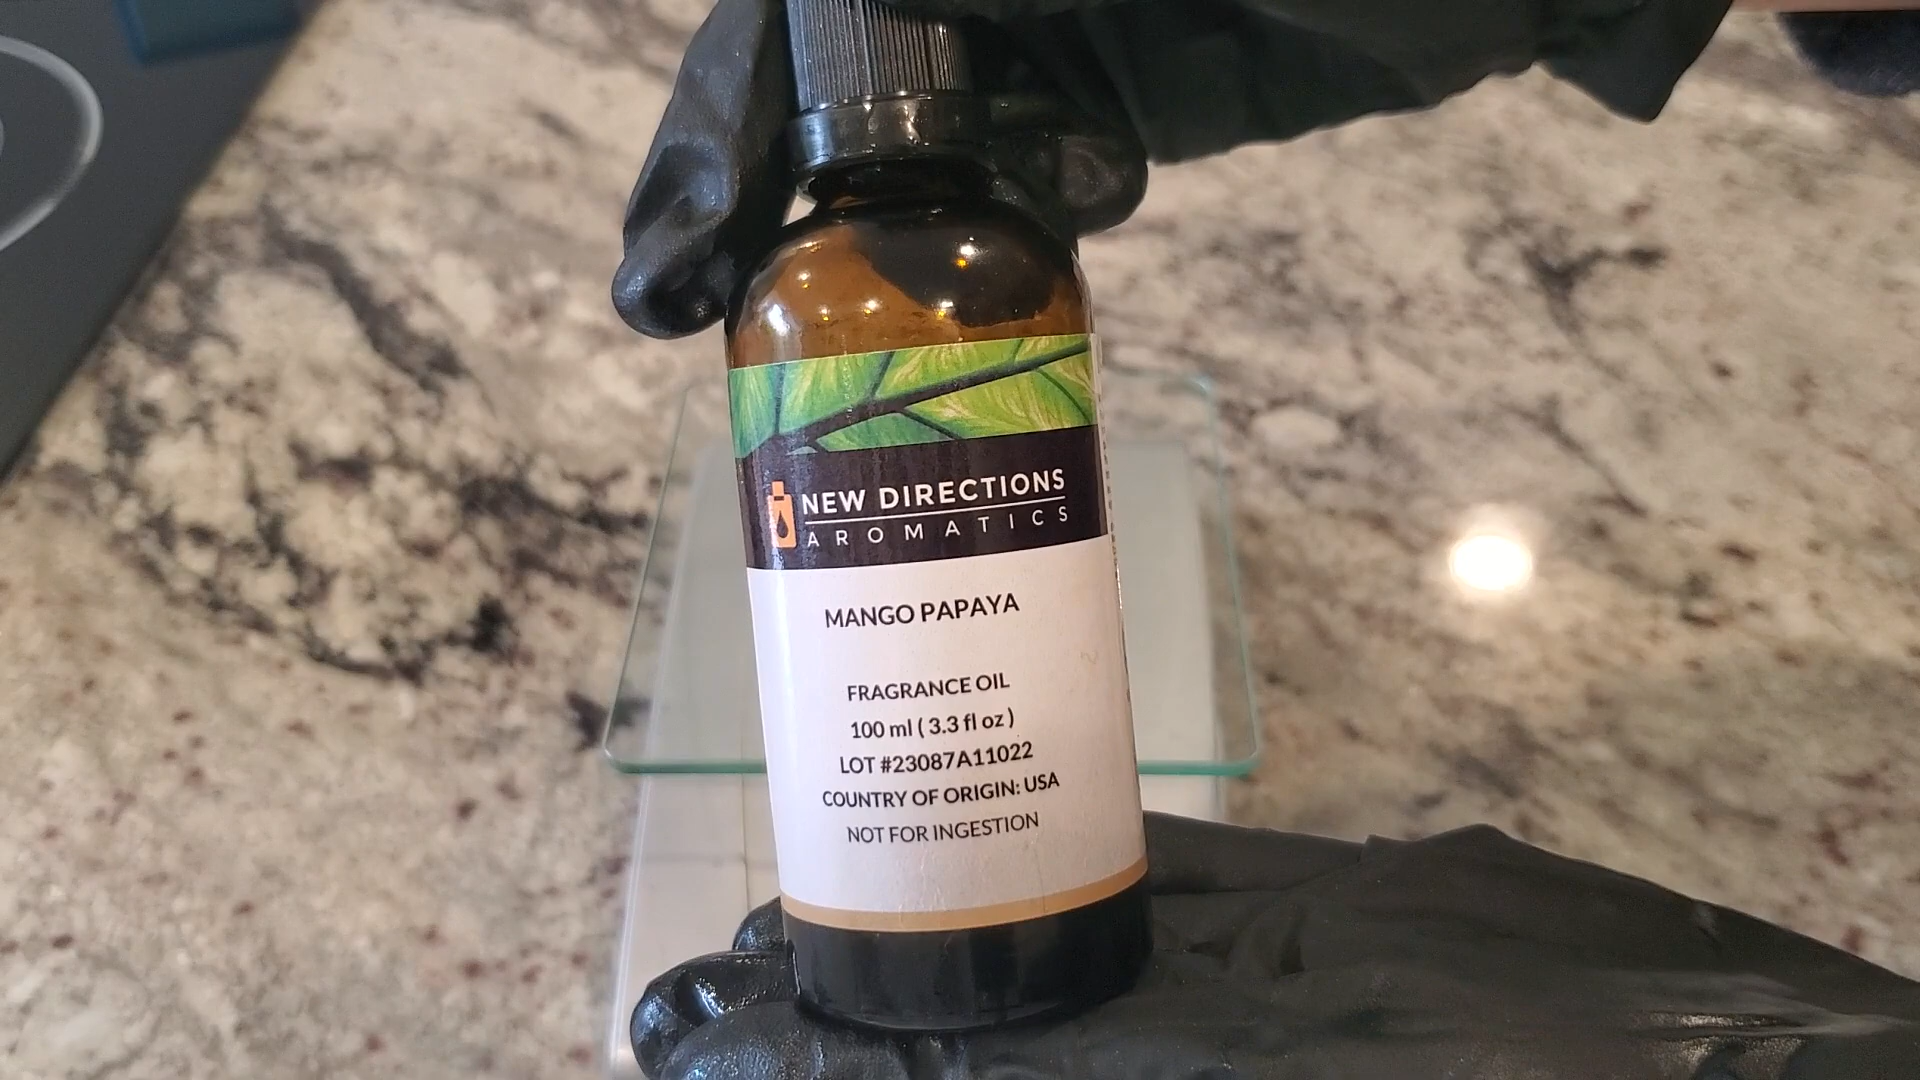 NEW DIRECTIONS
AROMATICS
MANGO PAPAYA
FRAGRANCE OIL
100 ml ( 3.3 fl oz )
LOT #23087A11022
COUNTRY OF ORIGIN: USA
NOT FOR INGESTION